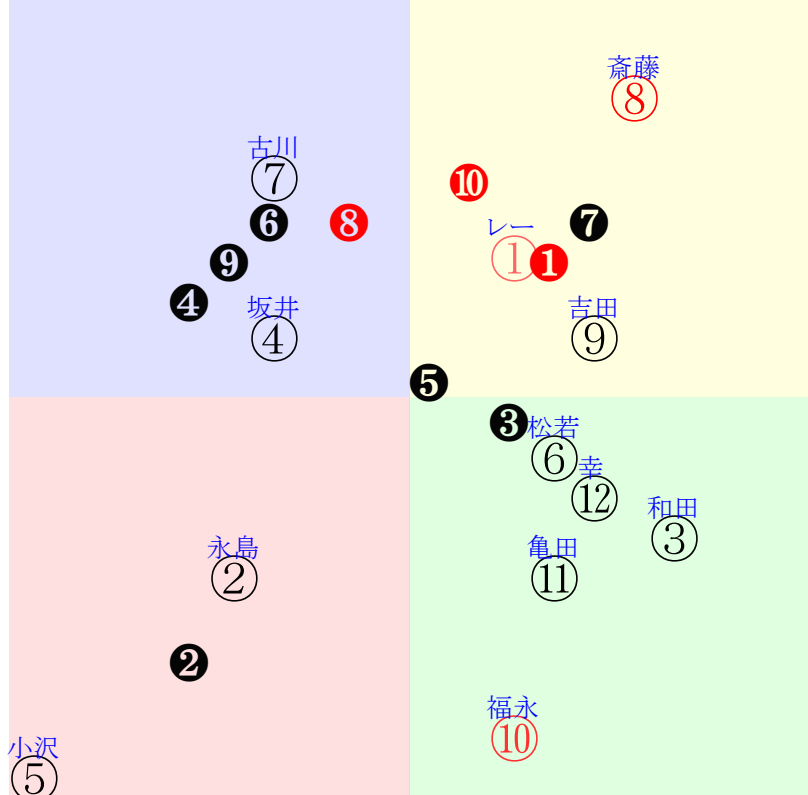 斎藤
⑧
古川
⑦
❿
❻
❽
❼
レー
①
❶
❾
❹
坂井
④
吉田
⑨
❺
❸
松若
⑥
幸
⑫
和田
③
永島
②
亀田
⑪
❷
福永
⑩
小沢
⑤